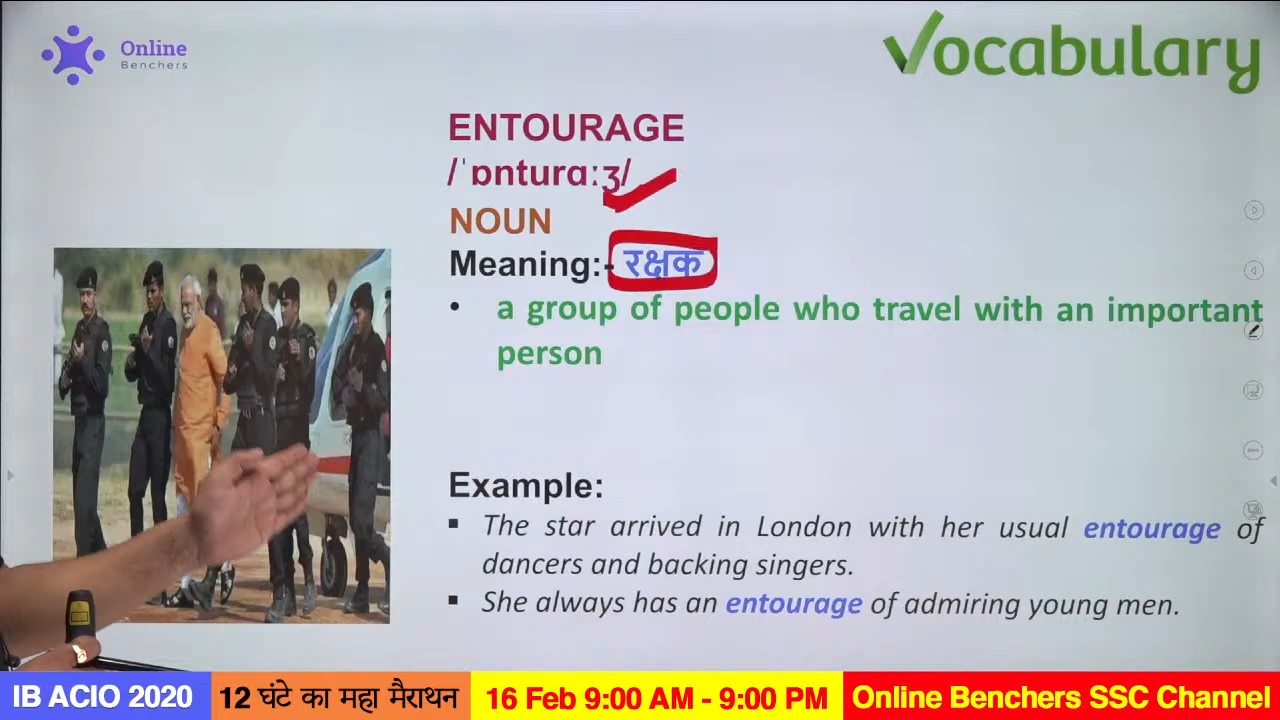 Online
Benchers
Vocabulary
ENTOURAGE
/ˈɒnturɑːʒ/
NOUN
Meaning:- रक्षक
• a group of people who travel with an important
person
Example:
▪ The star arrived in London with her usual entourage of
dancers and backing singers.
▪ She always has an entourage of admiring young men.
IB ACIO 2020 12 घंटे का महा मैराथन 16 Feb 9:00 AM - 9:00 PM Online Benchers SSC Channel